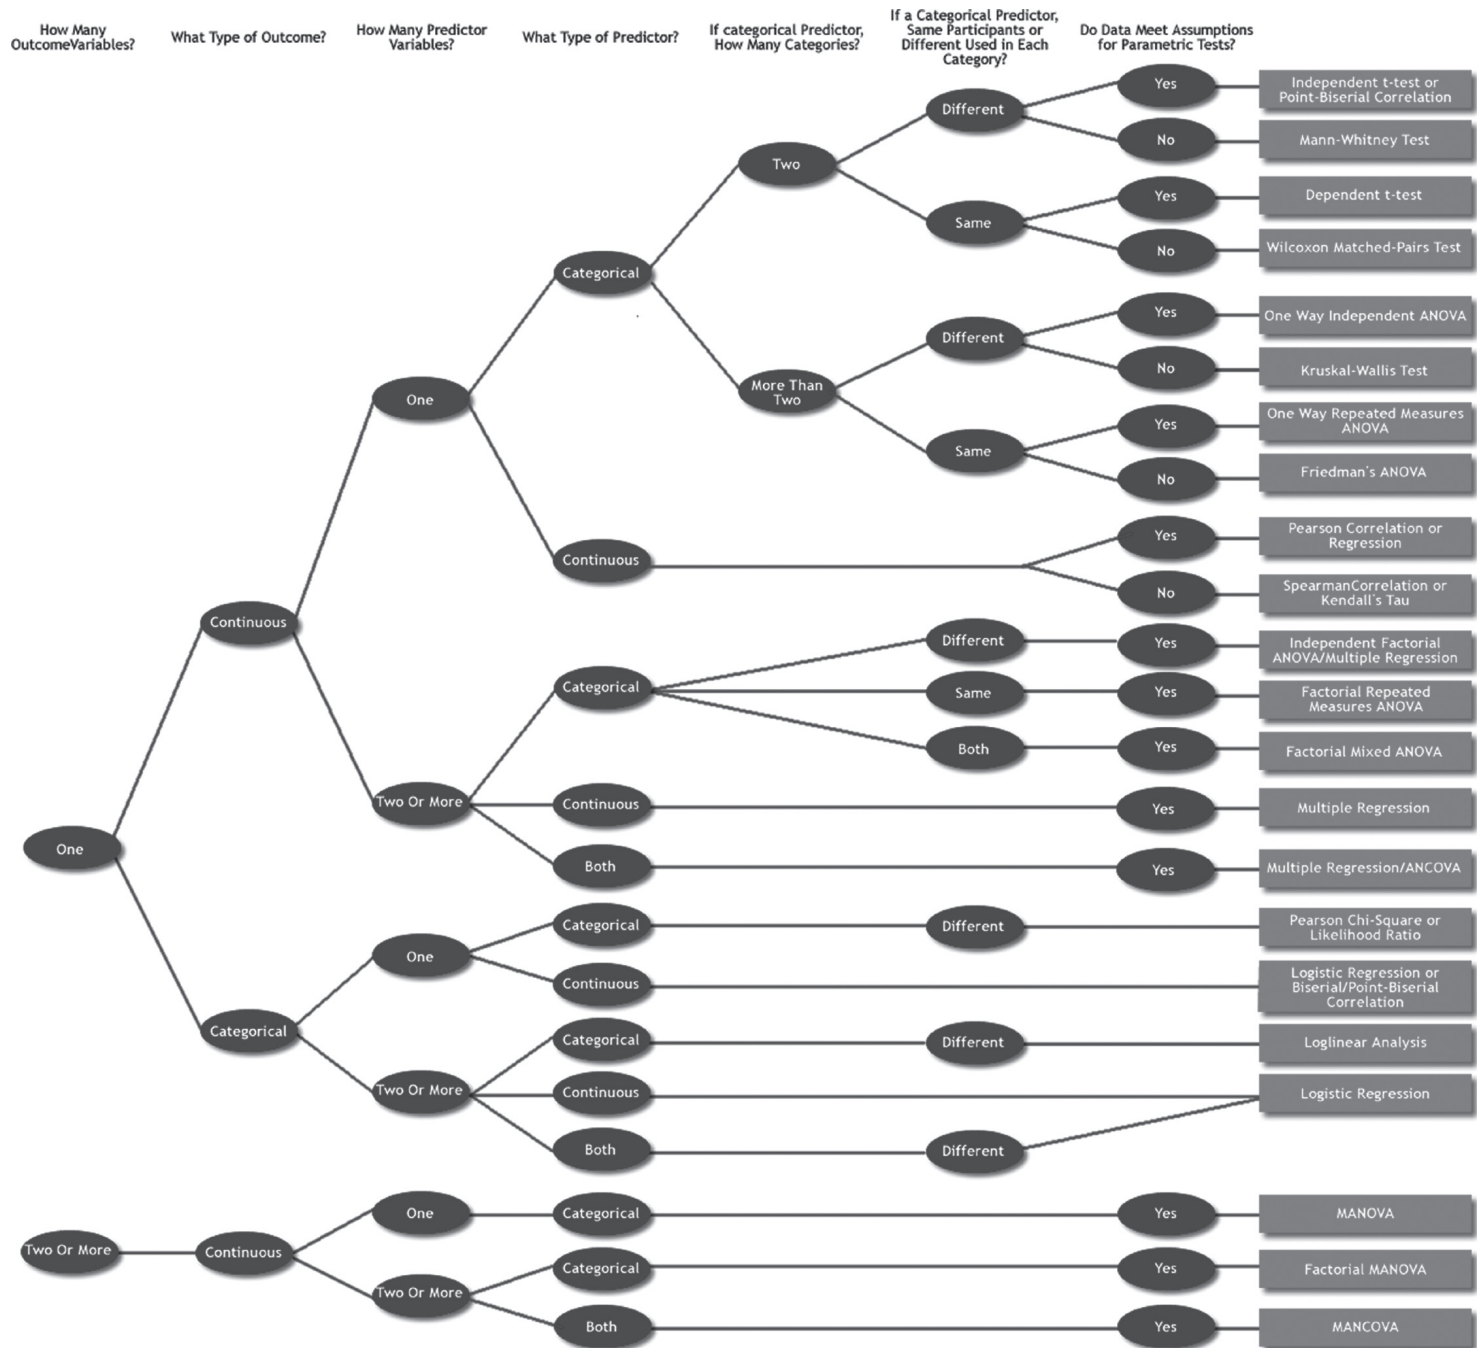 How Many
OutcomeVariables?
What Type of Outcome?
How Many Predictor
Variables?
What Type of Predictor?
If categorical Predictor,
How Many Categories?
If a Categorical Predictor,
Same Participants or
Different Used in Each
Category?
Do Data Meet Assumptions
for Parametric Tests?
One
Continuous
One
Categorical
Two
Different
Yes
Independent t-test or
Point-Biserial Correlation
No
Mann-Whitney Test
Same
Yes
Dependent t-test
No
Wilcoxon Matched-Pairs Test
More Than
Two
Different
Yes
One Way Independent ANOVA
No
Kruskal-Wallis Test
Same
Yes
One Way Repeated Measures
ANOVA
No
Friedman's ANOVA
Continuous
Yes
Pearson Correlation or
Regression
No
SpearmanCorrelation or
Kendall's Tau
Two Or More
Categorical
Different
Yes
Independent Factorial
ANOVA/Multiple Regression
Same
Yes
Factorial Repeated
Measures ANOVA
Both
Yes
Factorial Mixed ANOVA
Continuous
Yes
Multiple Regression
Both
Yes
Multiple Regression/ANCOVA
Categorical
One
Categorical
Different
Pearson Chi-Square or
Likelihood Ratio
Continuous
Logistic Regression or
Biserial/Point-Biserial
Correlation
Two Or More
Categorical
Different
Loglinear Analysis
Continuous
Logistic Regression
Both
Different
Two Or More
Continuous
One
Categorical
Yes
MANOVA
Two Or More
Categorical
Yes
Factorial MANOVA
Both
Yes
MANCOVA